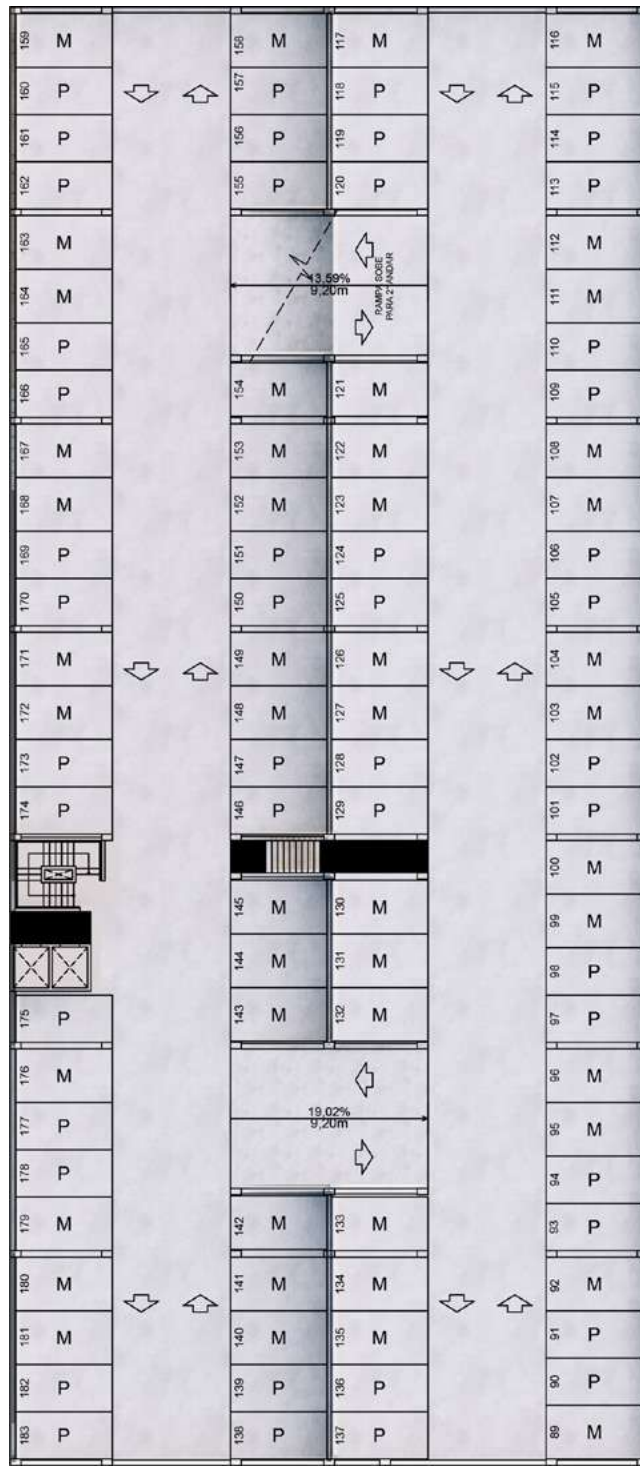 159 M
160 P
161 P
162 P
163 M
164 M
165 P
166 P
167 M
168 M
169 P
170 P
171 M
172 M
173 P
174 P
175 P
176 M
177 P
178 P
179 M
180 M
181 M
182 P
183 P
158 M
157 P
156 P
155 P
13,59%
9,20m
154 M
153 M
152 M
151 P
150 P
149 M
148 M
147 P
146 P
145 M
144 M
143 M
19,02%
9,20m
142 M
141 M
140 M
139 P
138 P
117 M
118 P
119 P
120 P
RAMPA SOBE
PARA 2° ANDAR
121 M
122 M
123 M
124 P
125 P
126 M
127 M
128 P
129 P
130 M
131 M
132 M
133 M
134 M
135 M
136 P
137 P
116 M
115 P
114 P
113 P
112 M
111 M
110 P
109 P
108 M
107 M
106 P
105 P
104 M
103 M
102 P
101 P
100 M
99 M
98 P
97 P
96 M
95 M
94 P
93 P
92 M
91 P
90 P
89 M